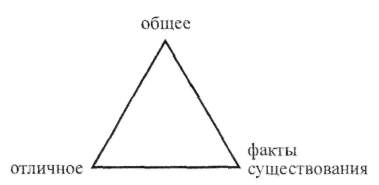 общее
отличное
факты
существования